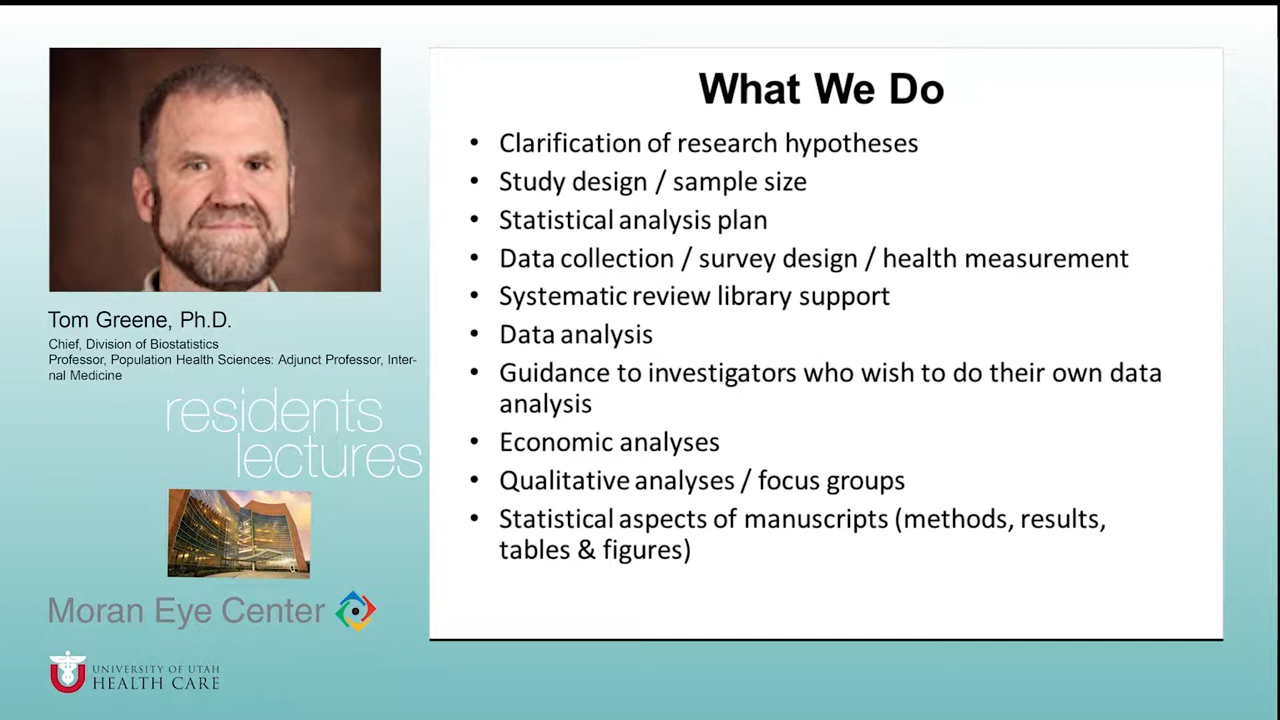 Tom Greene, Ph.D.
Chief, Division of Biostatistics
Professor, Population Health Sciences: Adjunct Professor, Inter-
nal Medicine
residents
lectures
Moran Eye Center
UNIVERSITY OF UTAH
HEALTH CARE
What We Do
• Clarification of research hypotheses
• Study design / sample size
• Statistical analysis plan
• Data collection / survey design / health measurement
• Systematic review library support
• Data analysis
• Guidance to investigators who wish to do their own data
analysis
• Economic analyses
• Qualitative analyses / focus groups
• Statistical aspects of manuscripts (methods, results,
tables & figures)